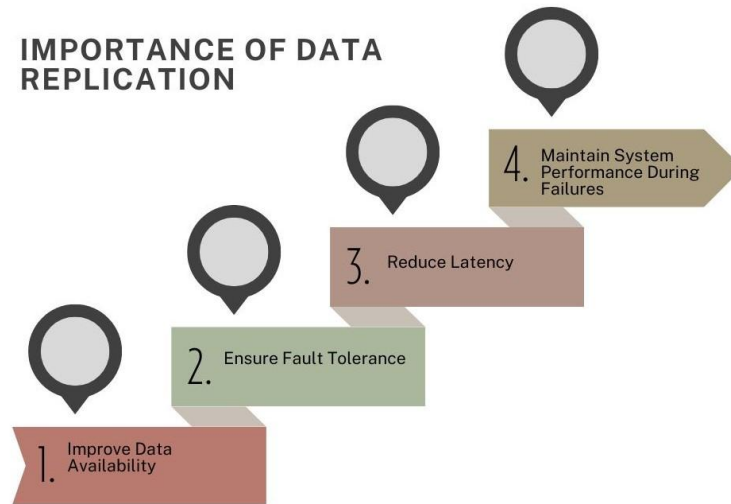 IMPORTANCE OF DATA
REPLICATION
1. Improve Data
Availability
2. Ensure Fault Tolerance
3. Reduce Latency
4. Maintain System
Performance During
Failures